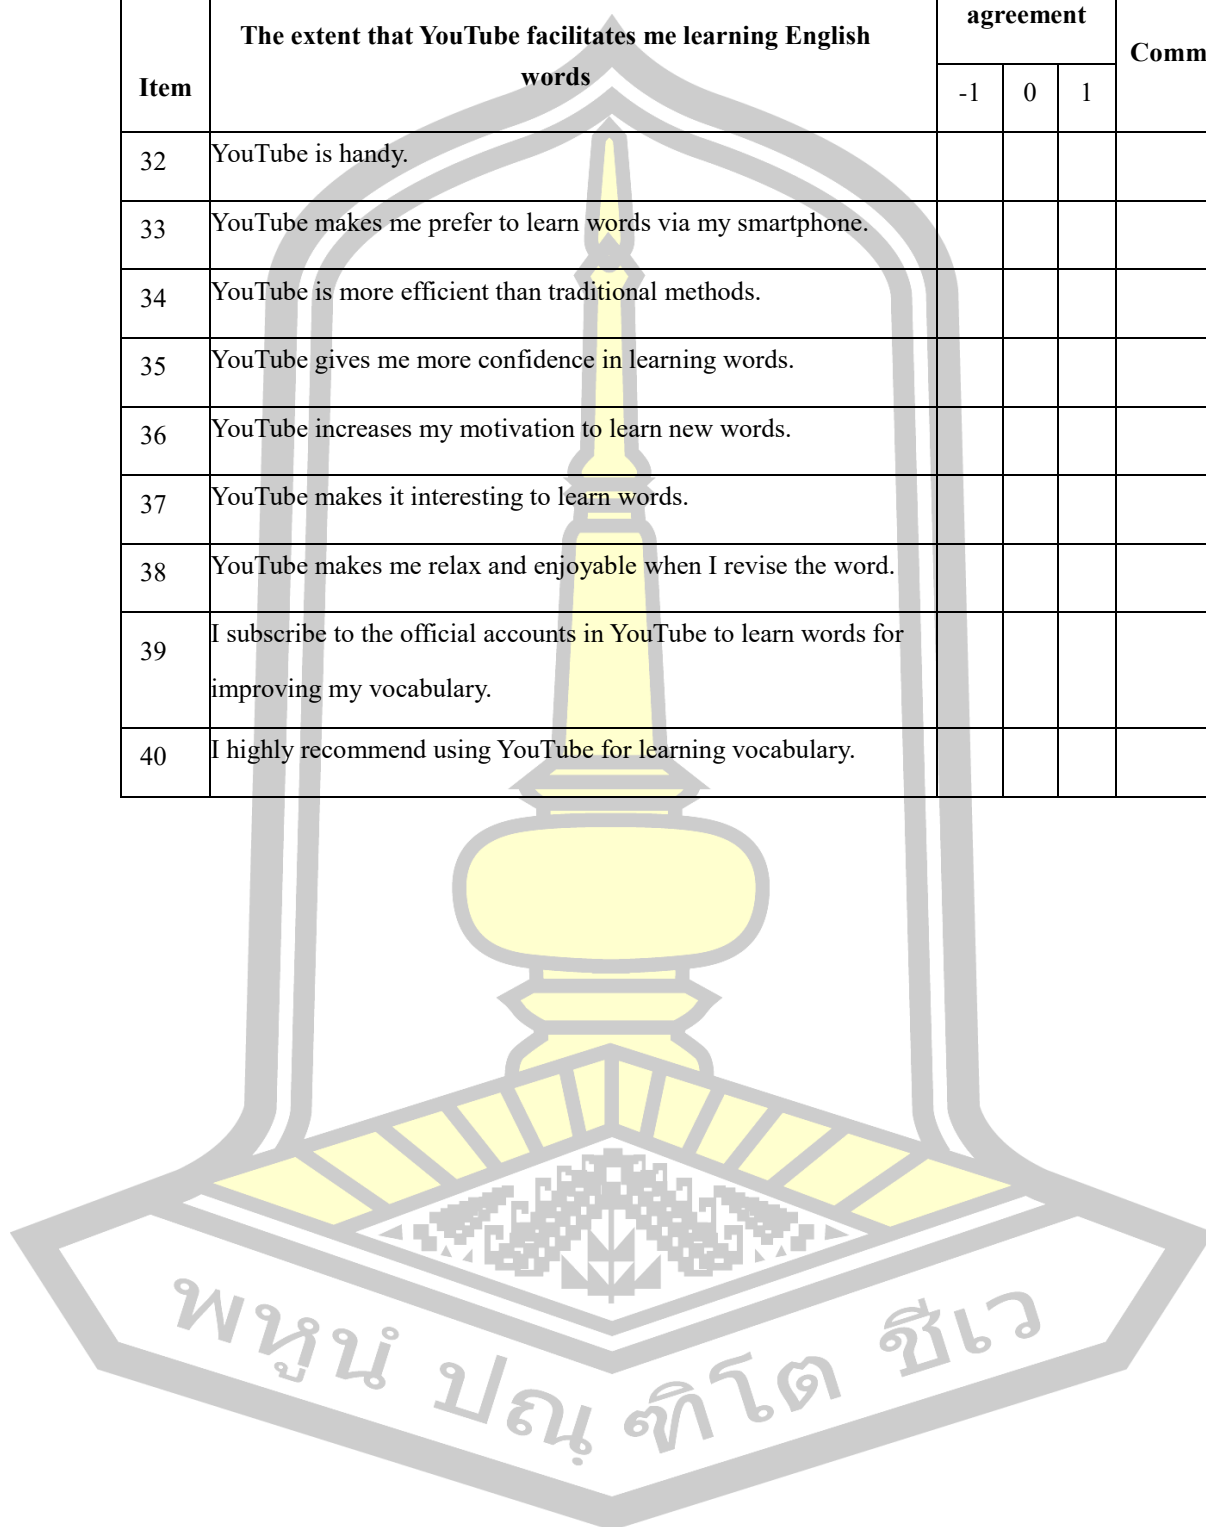 agreement
The extent that YouTube facilitates me learning English
Comm
words
Item
-1 0 1
32 YouTube is handy.
33 YouTube makes me prefer to learn words via my smartphone.
34 YouTube is more efficient than traditional methods.
35 YouTube gives me more confidence in learning words.
36 YouTube increases my motivation to learn new words.
37 YouTube makes it interesting to learn words.
38 YouTube makes me relax and enjoyable when I revise the word.
39 I subscribe to the official accounts in YouTube to learn words for
improving my vocabulary.
40 I highly recommend using YouTube for learning vocabulary.
พหูนํ ปณฺฑิโต ชีเว